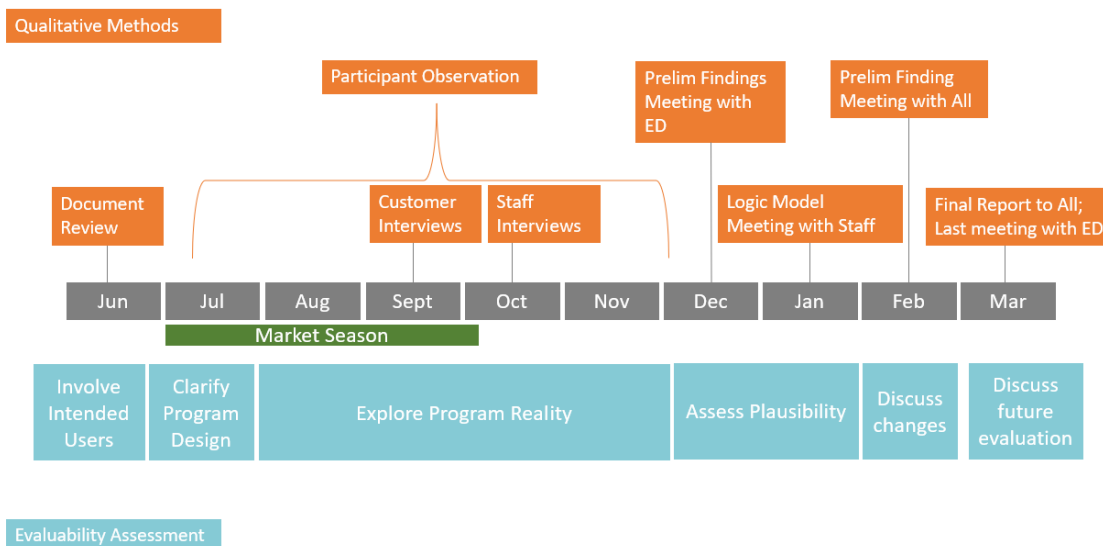 Qualitative Methods
Participant Observation
Prelim Findings
Meeting with
ED
Prelim Finding
Meeting with All
Document
Review
Customer
Interviews
Staff
Interviews
Logic Model
Meeting with Staff
Final Report to All;
Last meeting with ED
Jun
Jul
Aug
Sept
Oct
Nov
Dec
Jan
Feb
Mar
Market Season
Involve
Intended
Users
Clarify
Program
Design
Explore Program Reality
Assess Plausibility
Discuss
changes
Discuss
future
evaluation
Evaluability Assessment